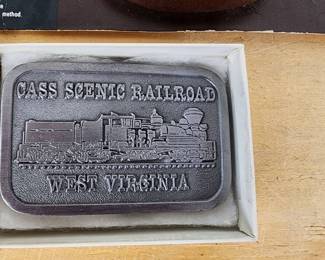 method.
CASS SCENIC RAILROAD
WEST VIRGINIA